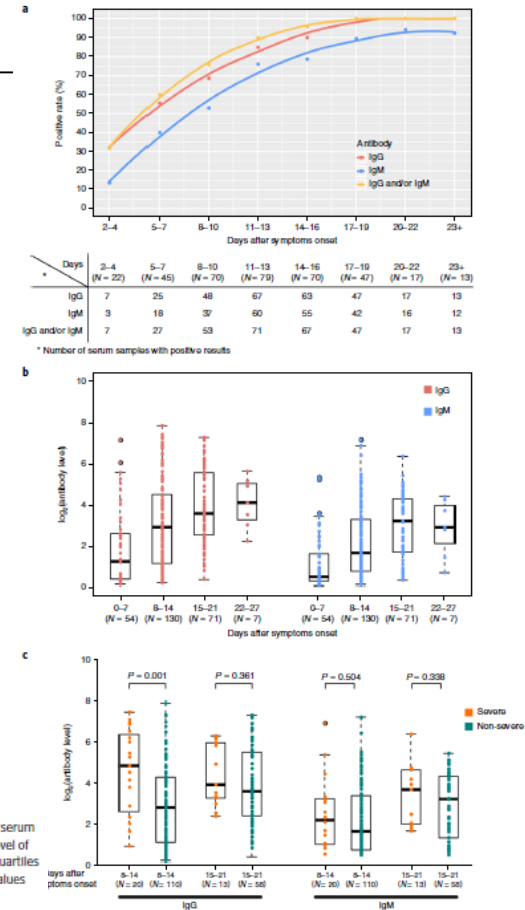 a
100
90
80
70
60
50
40
30
20
10
0
Positive rate (%)
Antibody
IgG
IgM
IgG and/or IgM
2–4 5–7 8–10 11–13 14–16 17–19 20–22 23+
Days after symptoms onset
* Days 2–4 5–7 8–10 11–13 14–16 17–19 20–22 23+
(N = 22) (N = 45) (N = 70) (N = 79) (N = 70) (N = 47) (N = 17) (N = 13)
IgG 7 25 48 67 63 47 17 13
IgM 3 18 37 60 55 42 16 12
IgG and/or IgM 7 27 53 71 67 47 17 13
* Number of serum samples with positive results
b
10
8
6
4
2
0
log2(antibody level)
IgG
IgM
0–7 8–14 15–21 22–27 0–7 8–14 15–21 22–27
(N = 54) (N = 130) (N = 71) (N = 7) (N = 54) (N = 130) (N = 71) (N = 7)
Days after symptoms onset
c
10
8
6
4
2
0
log2(antibody level)
P = 0.001 P = 0.361 P = 0.504 P = 0.338
Severe
Non-severe
serum
vel of
uartiles
alues
ays after
ptoms onset
8–14 8–14 15–21 15–21 8–14 8–14 15–21 15–21
(N = 20) (N = 110) (N = 13) (N = 58) (N = 20) (N = 110) (N = 13) (N = 58)
IgG IgM